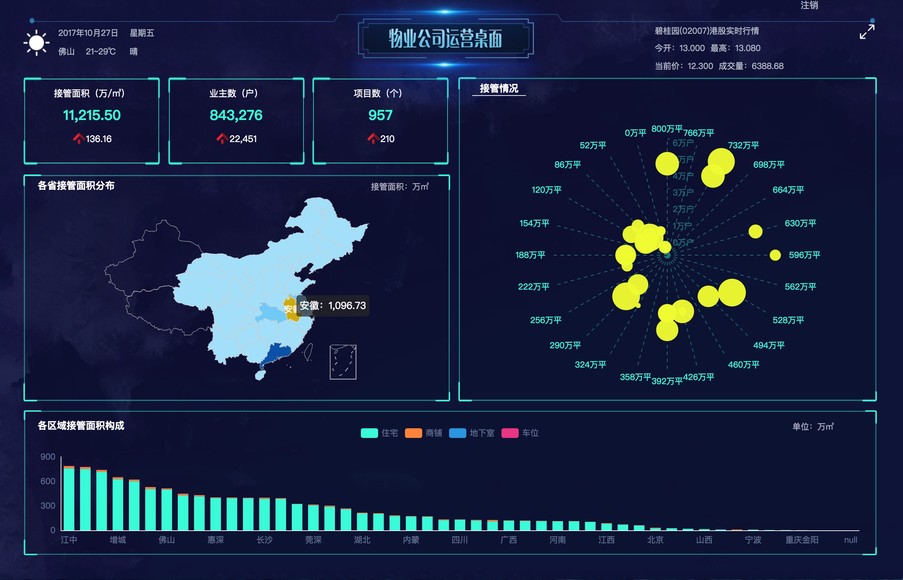 注销
2017年10月27日 星期五
佛山 21-29℃ 晴
物业公司运营桌面
碧桂园(02007)港股实时行情
今开：13.000 最高：13.080
当前价：12.300 成交量：6388.68
接管面积（万/㎡）
11,215.50
136.16
业主数（户）
843,276
22,451
项目数（个）
957
210
接管情况
800万平
766万平
732万平
698万平
664万平
630万平
596万平
562万平
528万平
494万平
460万平
426万平
392万平
358万平
324万平
290万平
256万平
222万平
188万平
154万平
120万平
86万平
52万平
0万平
6万户
4万户
3万户
2万户
1万户
各省接管面积分布
接管面积：万㎡
安徽：1,096.73
各区域接管面积构成
住宅 商铺 地下室 车位
单位：万㎡
900
600
300
0
江中 增城 佛山 惠深 长沙 莞深 湖北 内蒙 四川 广西 河南 江西 北京 山西 宁波 重庆金阳 null